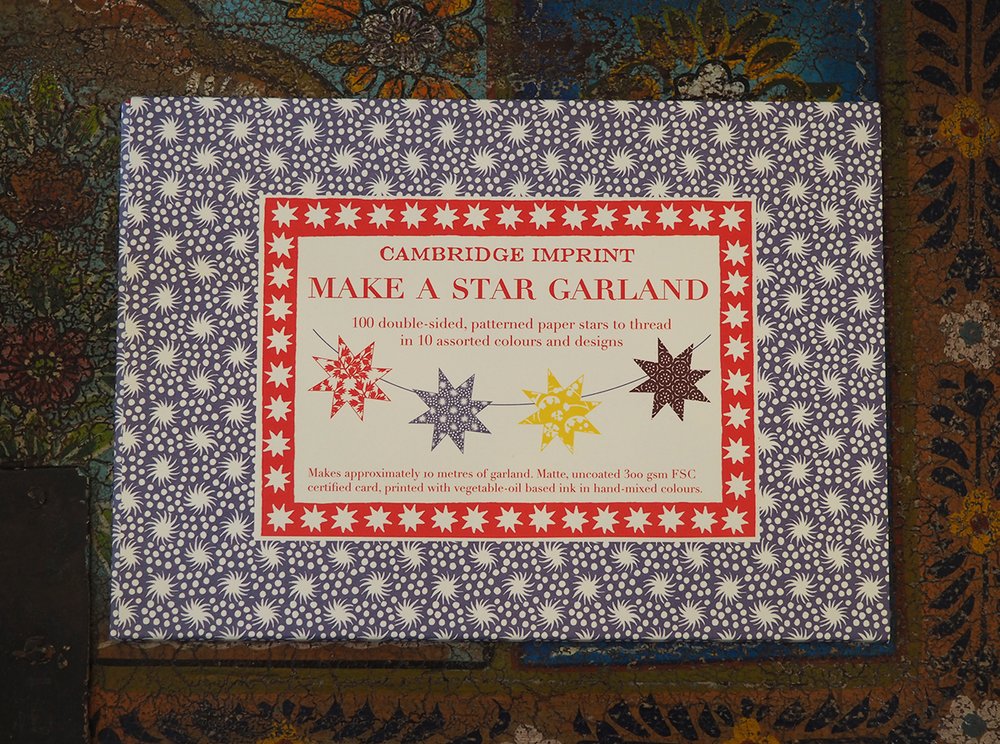 CAMBRIDGE IMPRINT
MAKE A STAR GARLAND
100 double-sided, patterned paper stars to thread
in 10 assorted colours and designs
Makes approximately 10 metres of garland. Matte, uncoated 300 gsm FSC
certified card, printed with vegetable-oil based ink in hand-mixed colours.